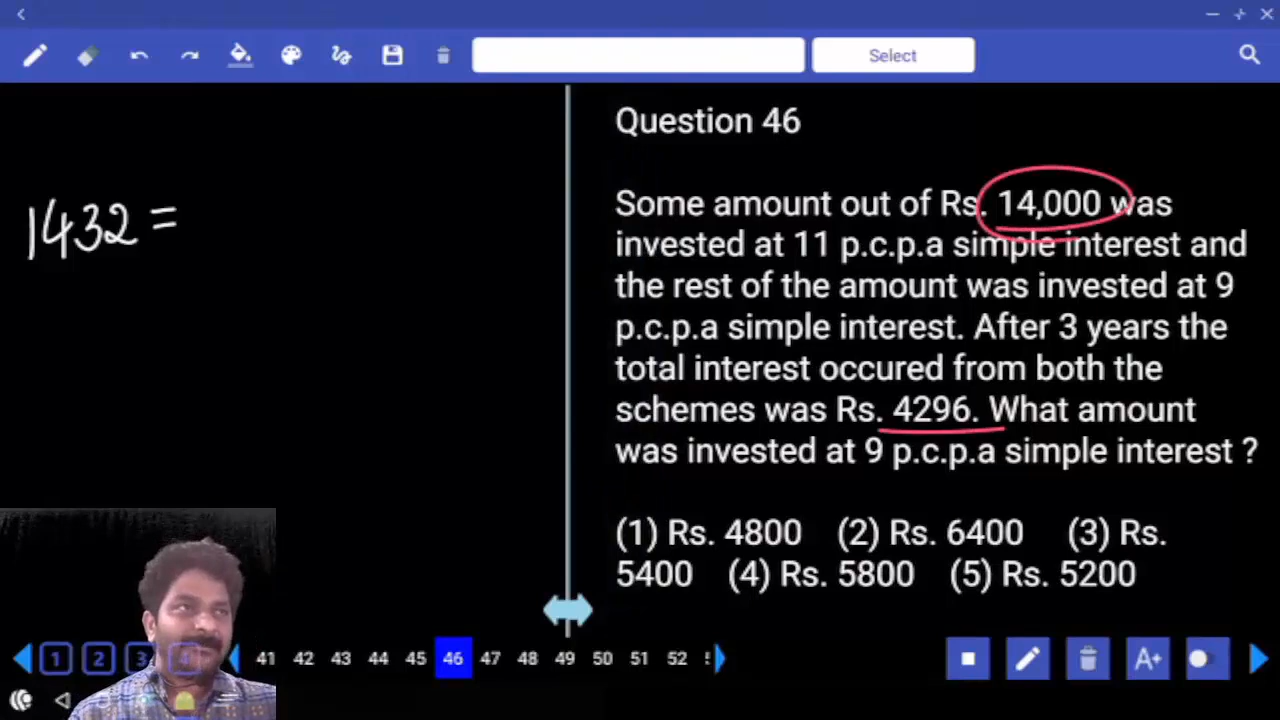 Select
Question 46
1432 =
Some amount out of Rs. 14,000 was
invested at 11 p.c.p.a simple interest and
the rest of the amount was invested at 9
p.c.p.a simple interest. After 3 years the
total interest occured from both the
schemes was Rs. 4296. What amount
was invested at 9 p.c.p.a simple interest ?
(1) Rs. 4800 (2) Rs. 6400 (3) Rs.
5400 (4) Rs. 5800 (5) Rs. 5200
1 2 3 4 41 42 43 44 45 46 47 48 49 50 51 52
A+